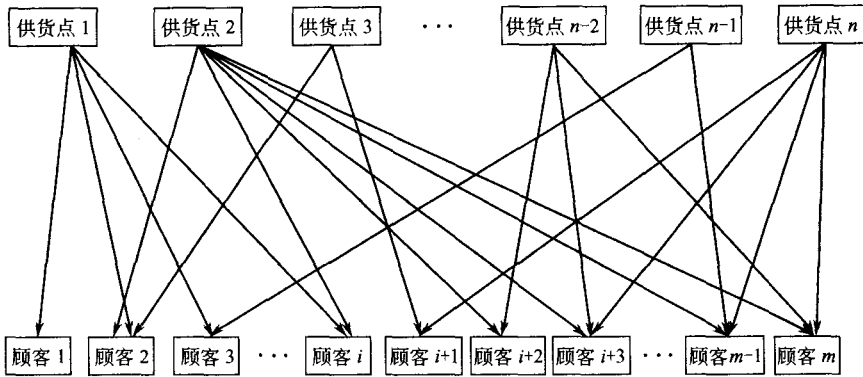 供货点 1 供货点 2 供货点 3 ··· 供货点 n−2 供货点 n−1 供货点 n
顾客 1 顾客 2 顾客 3 ··· 顾客 i 顾客 i+1 顾客 i+2 顾客 i+3 ··· 顾客m−1 顾客 m